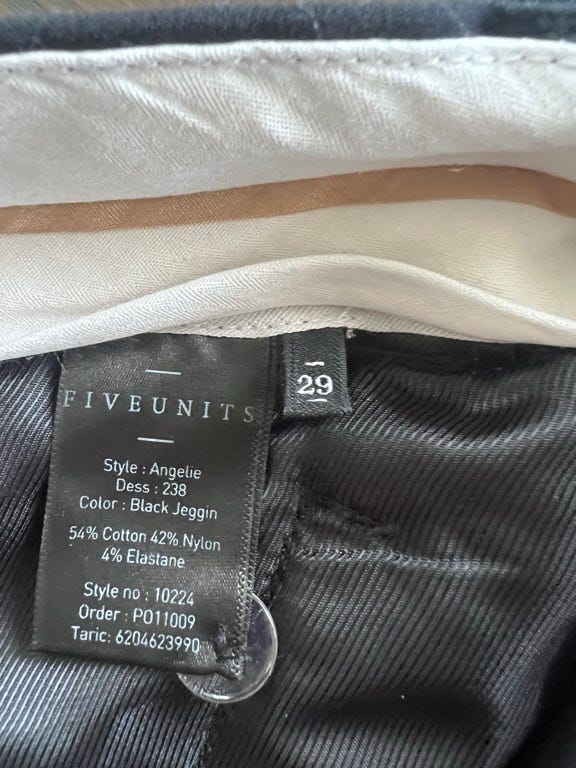 FIVEUNITS
29
Style : Angelie
Dess : 238
Color : Black Jeggin
54% Cotton 42% Nylon
4% Elastane
Style no : 10224
Order : PO11009
Taric: 6204623990